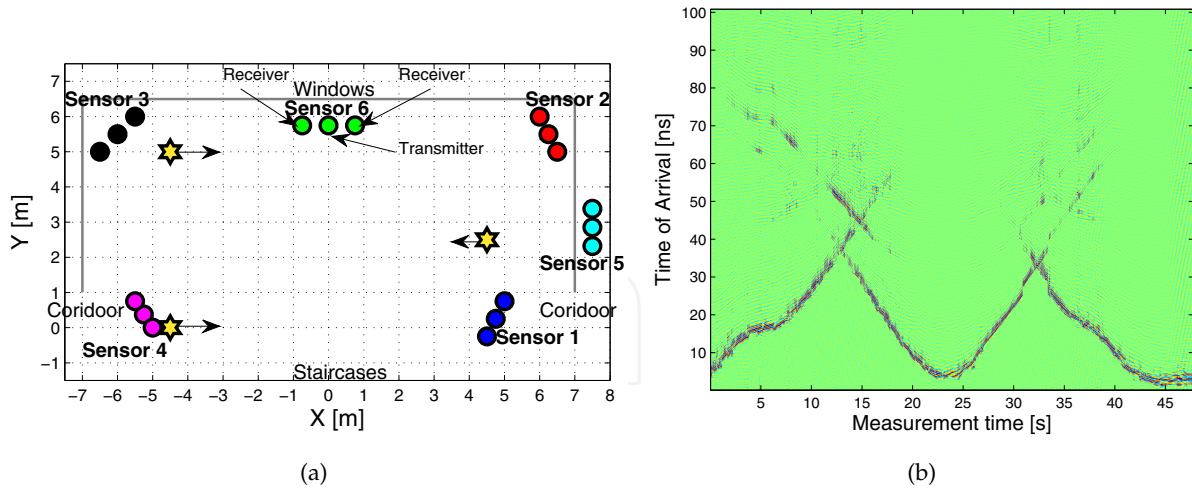 Receiver
Receiver
Sensor 3
Windows
Sensor 6
Sensor 2
Transmitter
Sensor 5
Coridoor
Coridoor
Sensor 4
Sensor 1
Staircases
7
6
5
4
3
2
1
0
−1
Y [m]
−7 −6 −5 −4 −3 −2 −1 0 1 2 3 4 5 6 7 8
X [m]
(a)
100
90
80
70
60
50
40
30
20
10
Time of Arrival [ns]
5 10 15 20 25 30 35 40 45
Measurement time [s]
(b)